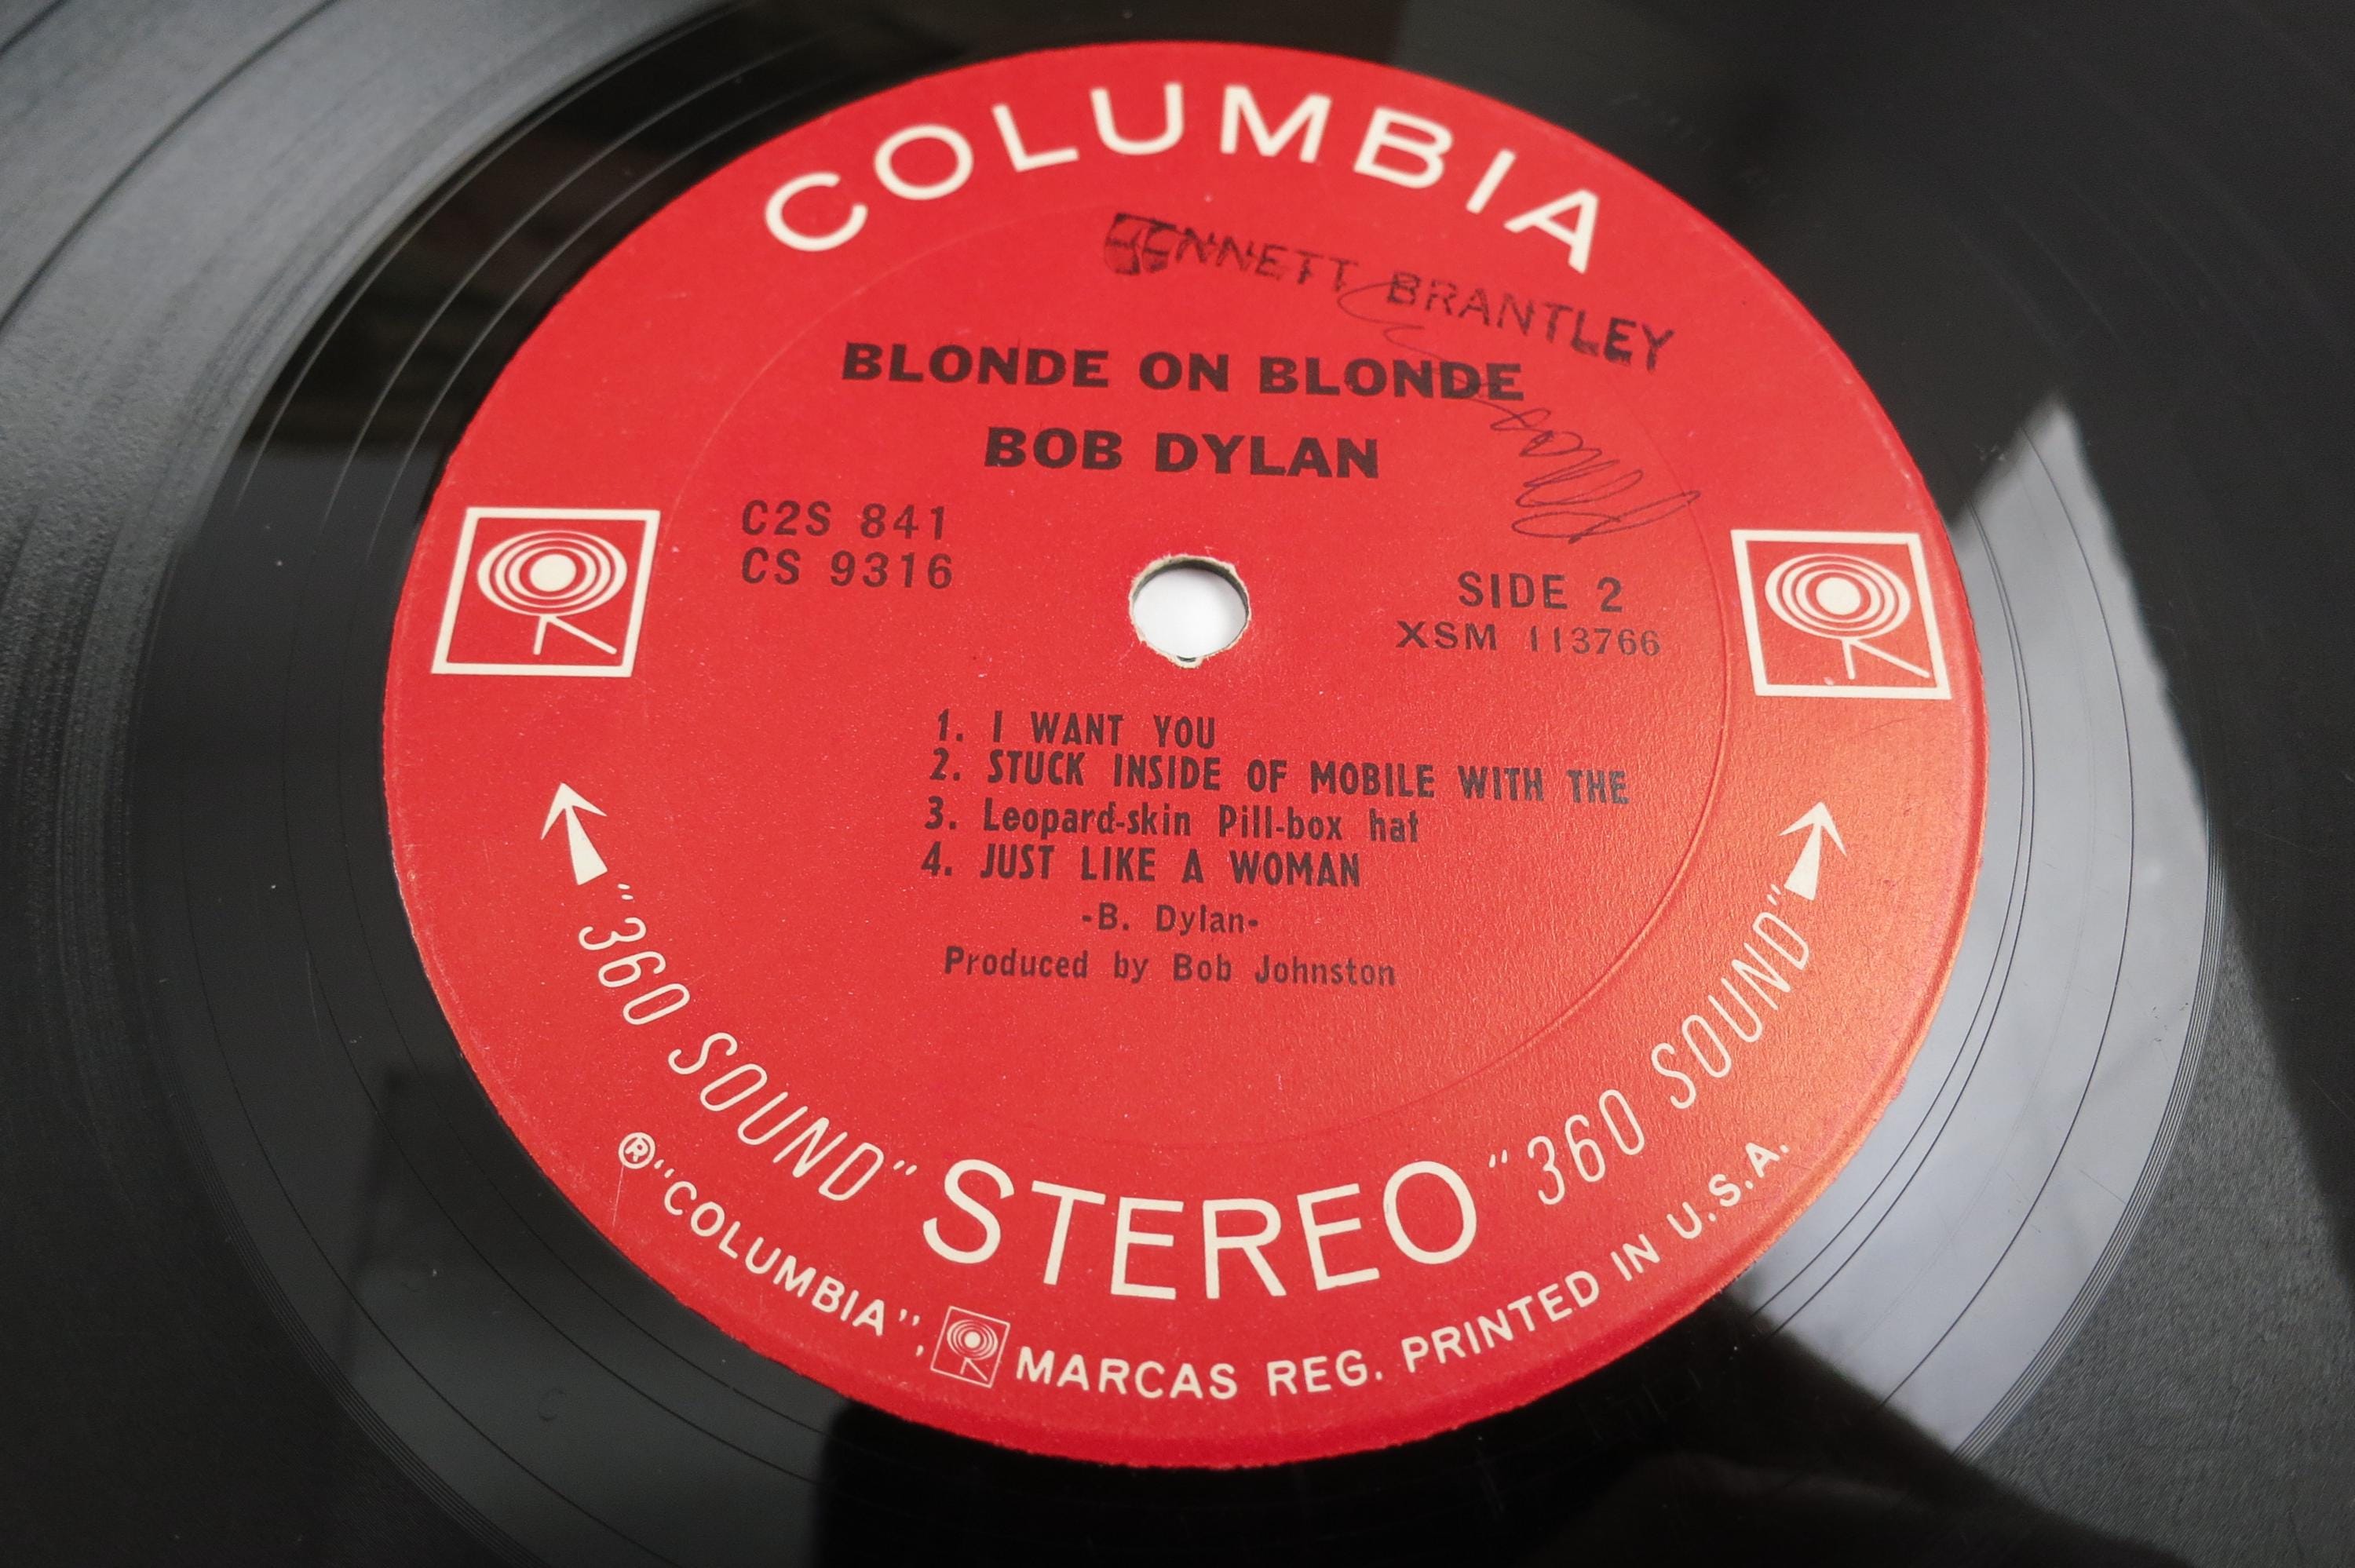 COLUMBIA
BENNETT BRANTLEY
BLONDE ON BLONDE
BOB DYLAN
C2S 841
CS 9316
SIDE 2
XSM 113766
1. I WANT YOU
2. STUCK INSIDE OF MOBILE WITH THE
3. Leopard-skin Pill-box hat
4. JUST LIKE A WOMAN
-B. Dylan-
Produced by Bob Johnston
"360 SOUND" STEREO "360 SOUND"
® "COLUMBIA", MARCAS REG. PRINTED IN U.S.A.